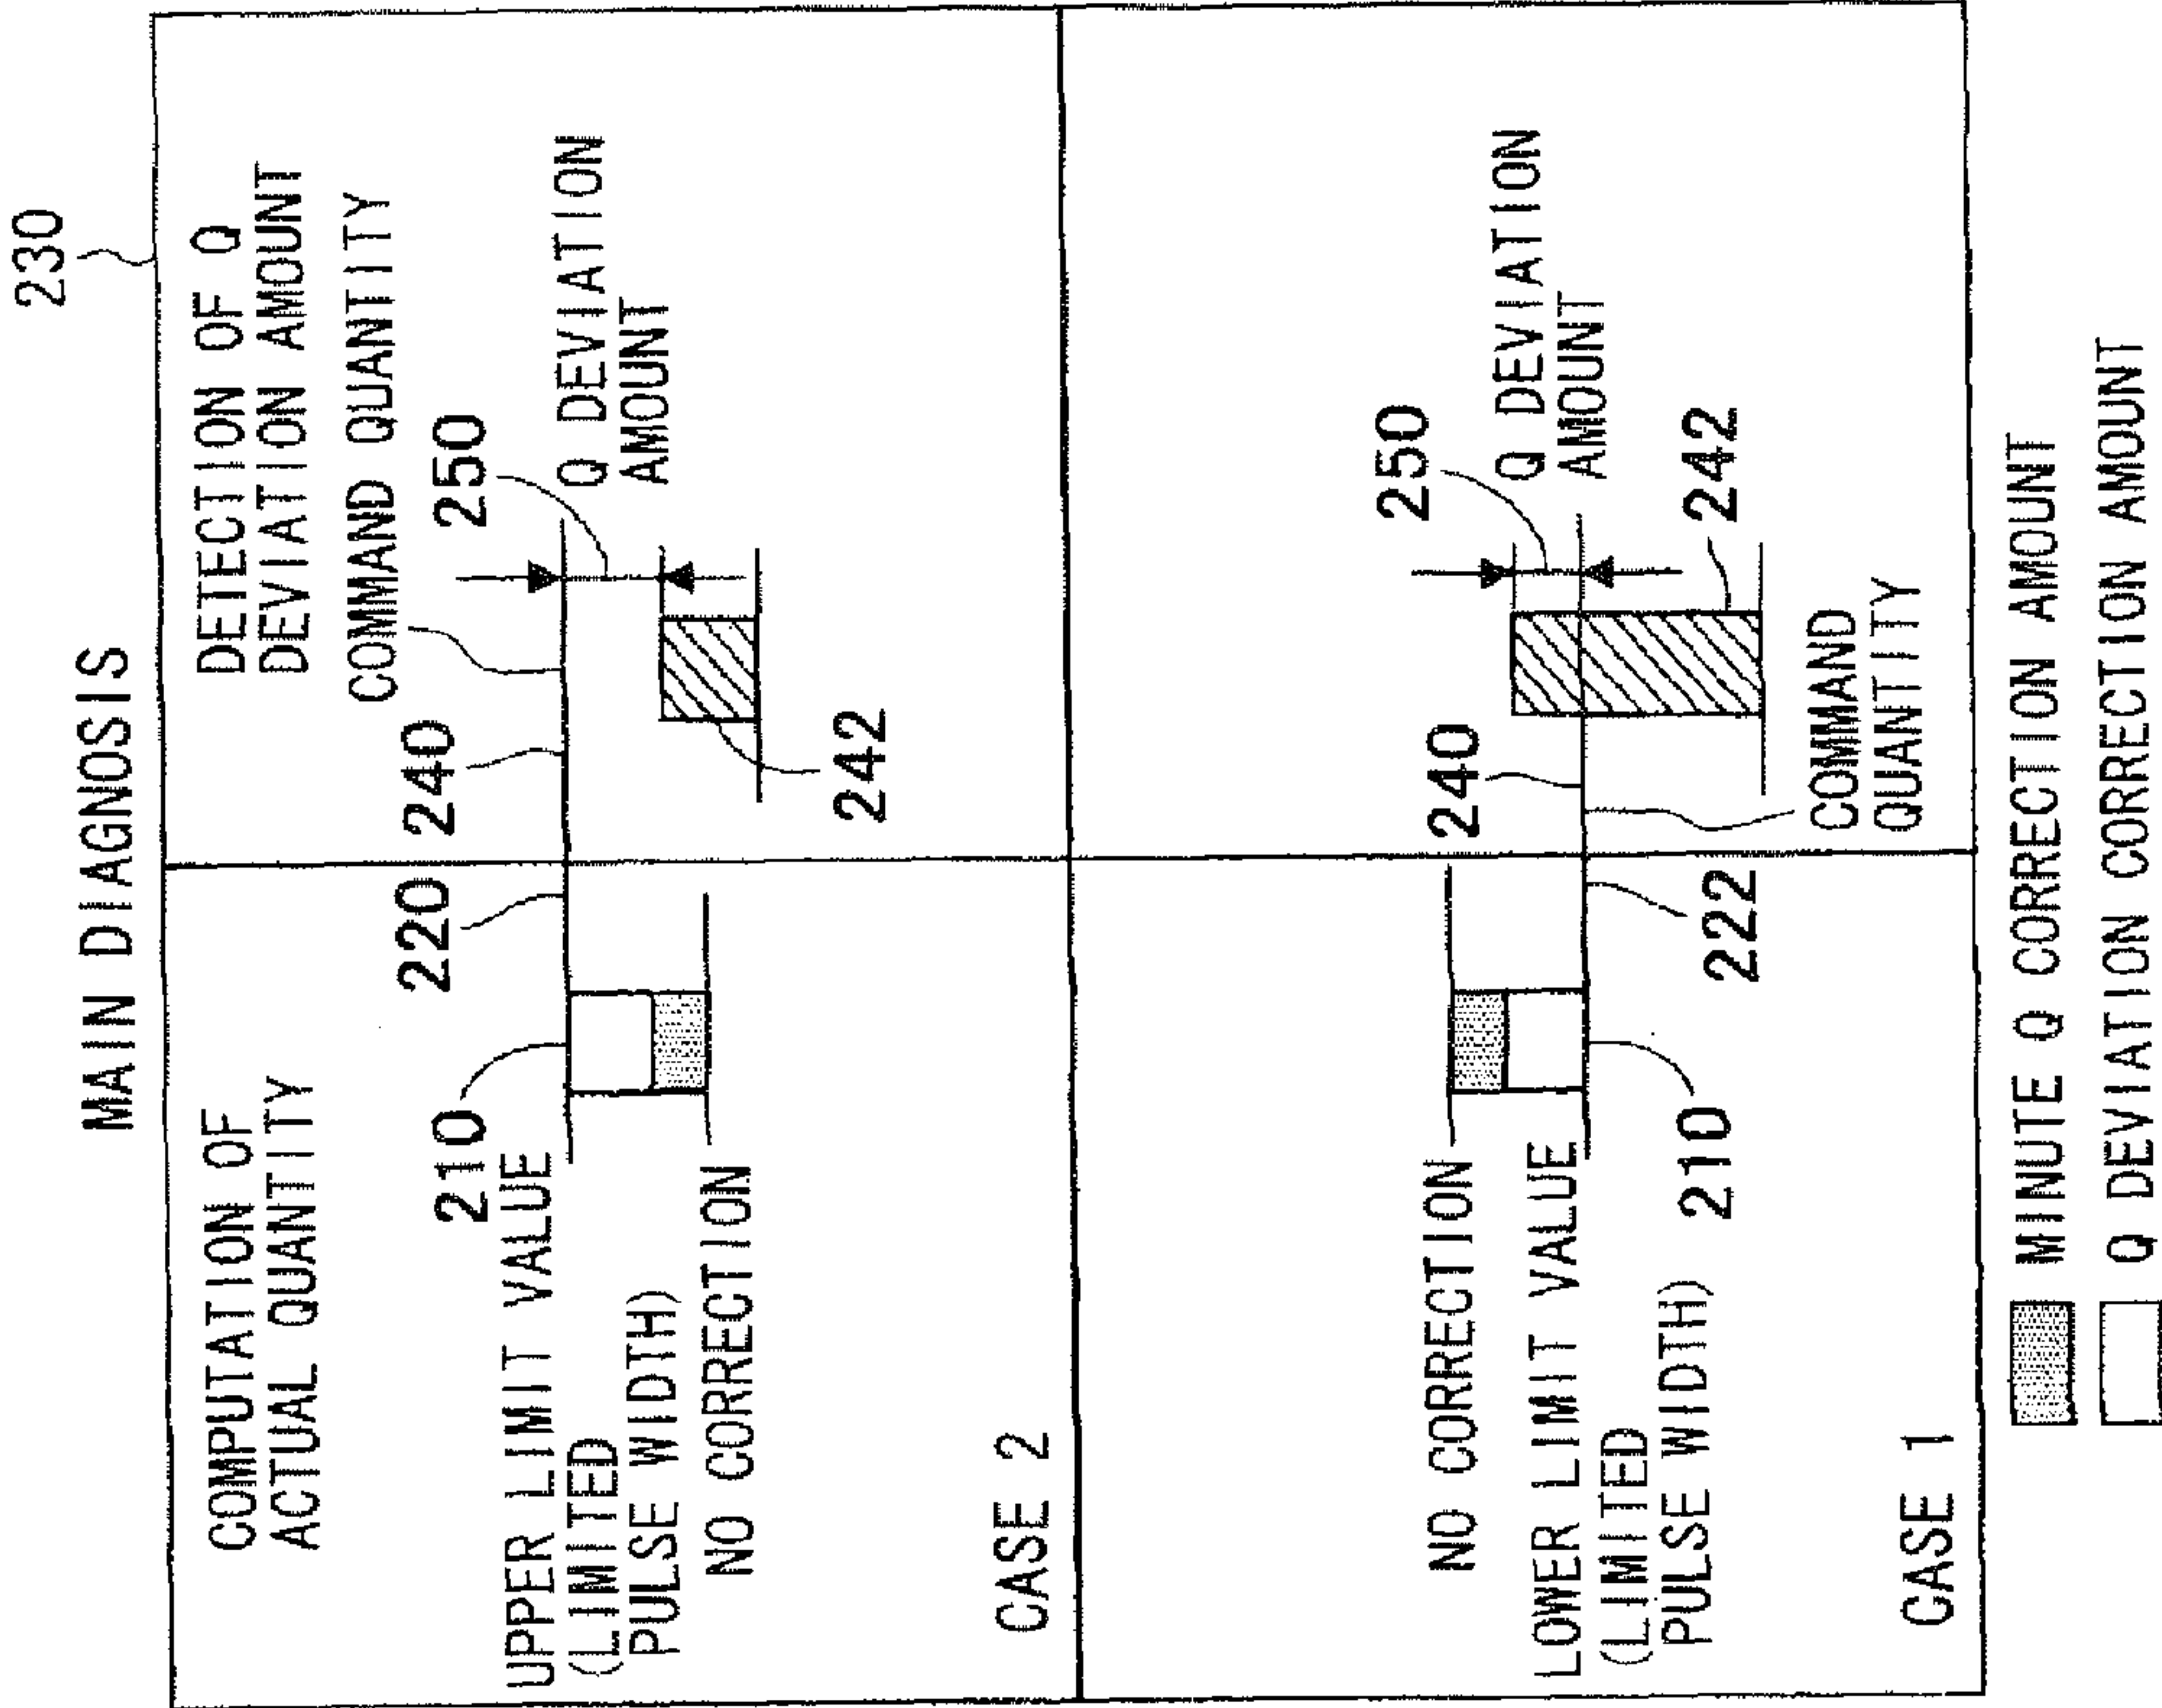 230
MAIN DIAGNOSIS
COMPUTATION OF
ACTUAL QUANTITY
DETECTION OF Q
DEVIATION AMOUNT
COMMAND QUANTITY
210
220
240
250
UPPER LIMIT VALUE
(LIMITED
PULSE WIDTH)
NO CORRECTION
Q DEVIATION
AMOUNT
242
CASE 2
NO CORRECTION
240
250
LOWER LIMIT VALUE
(LIMITED
PULSE WIDTH)
Q DEVIATION
AMOUNT
210
222
242
COMMAND
QUANTITY
CASE 1
MINUTE Q CORRECTION AMOUNT
Q DEVIATION CORRECTION AMOUNT